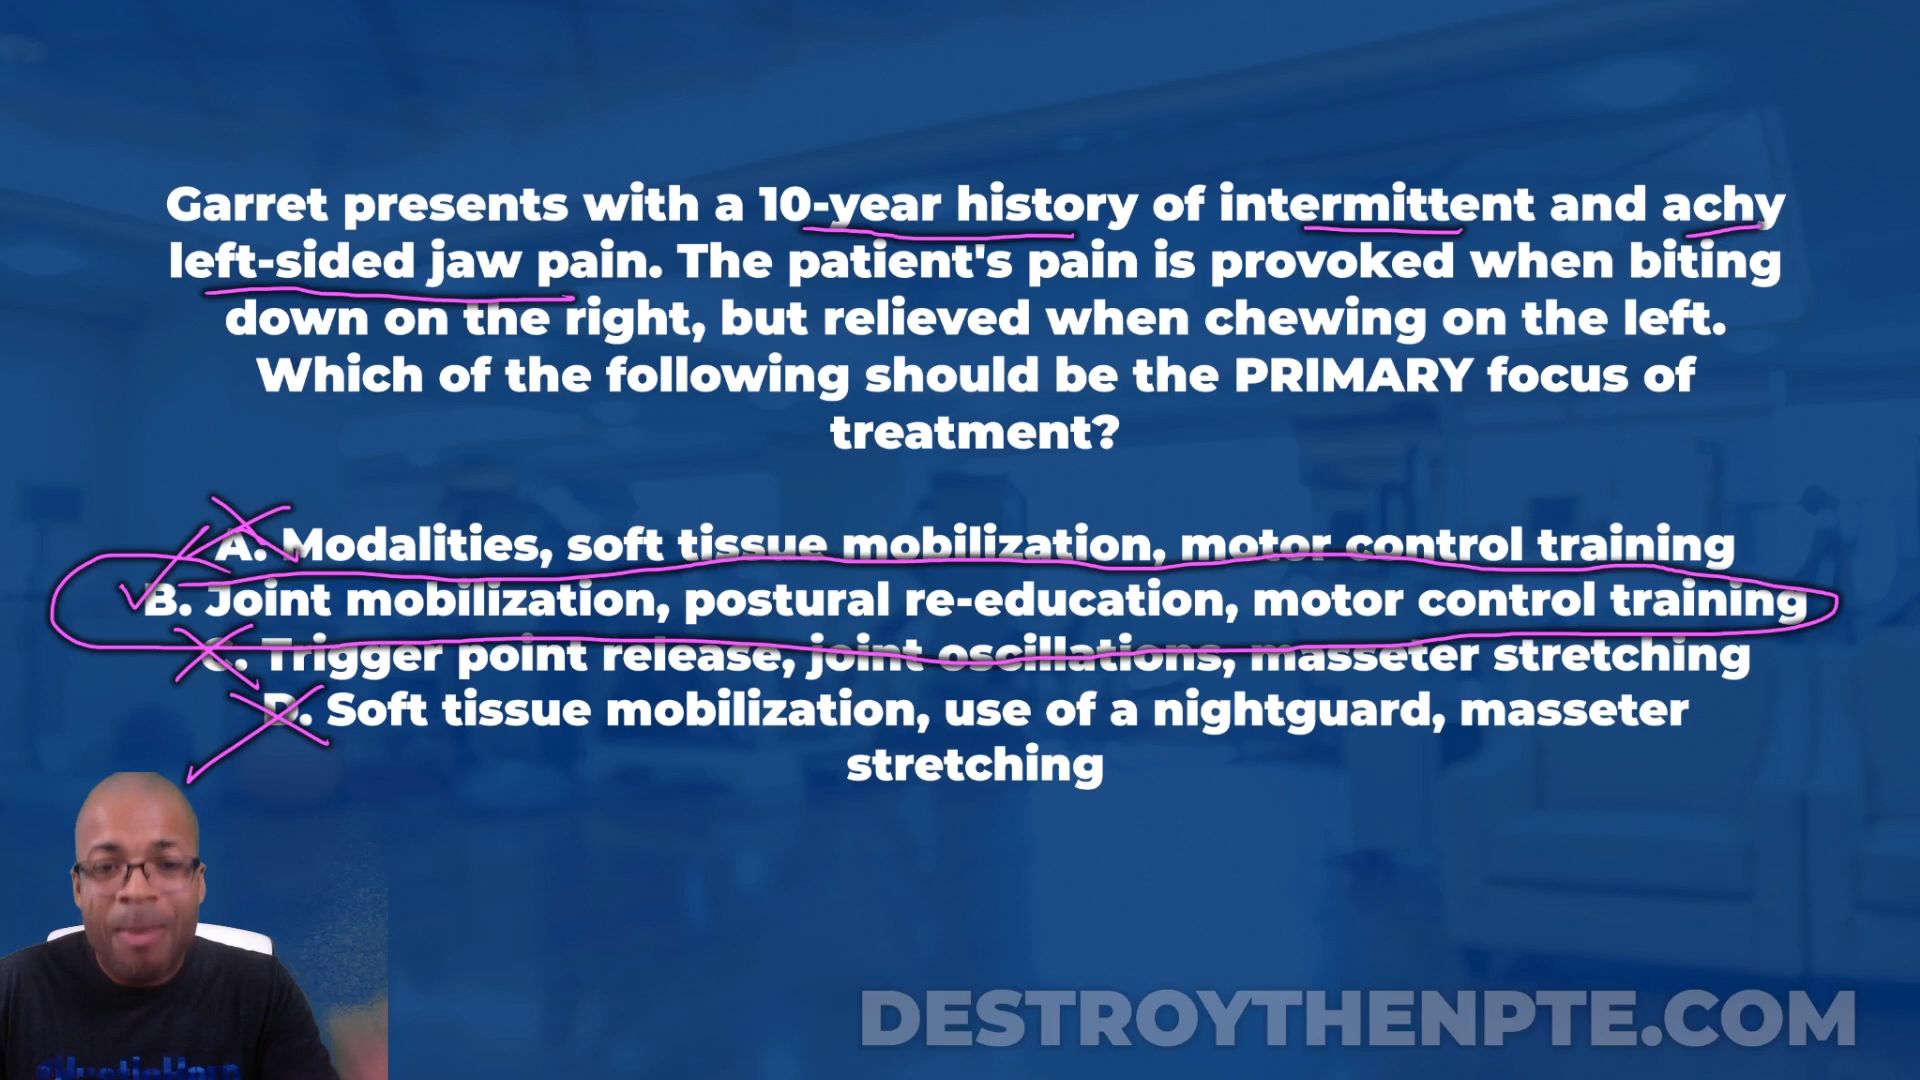 Garret presents with a 10-year history of intermittent and achy
left-sided jaw pain. The patient's pain is provoked when biting
down on the right, but relieved when chewing on the left.
Which of the following should be the PRIMARY focus of
treatment?
A. Modalities, soft tissue mobilization, motor control training
B. Joint mobilization, postural re-education, motor control training
C. Trigger point release, joint oscillations, masseter stretching
D. Soft tissue mobilization, use of a nightguard, masseter
stretching
DESTROYTHENPTE.COM